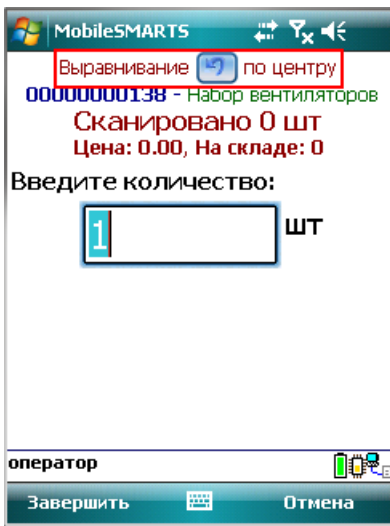 MobileSMARTS
Выравнивание по центру
00000000138 - Набор вентиляторов
Сканировано 0 шт
Цена: 0.00, На складе: 0
Введите количество:
1 шт
оператор
Завершить Отмена